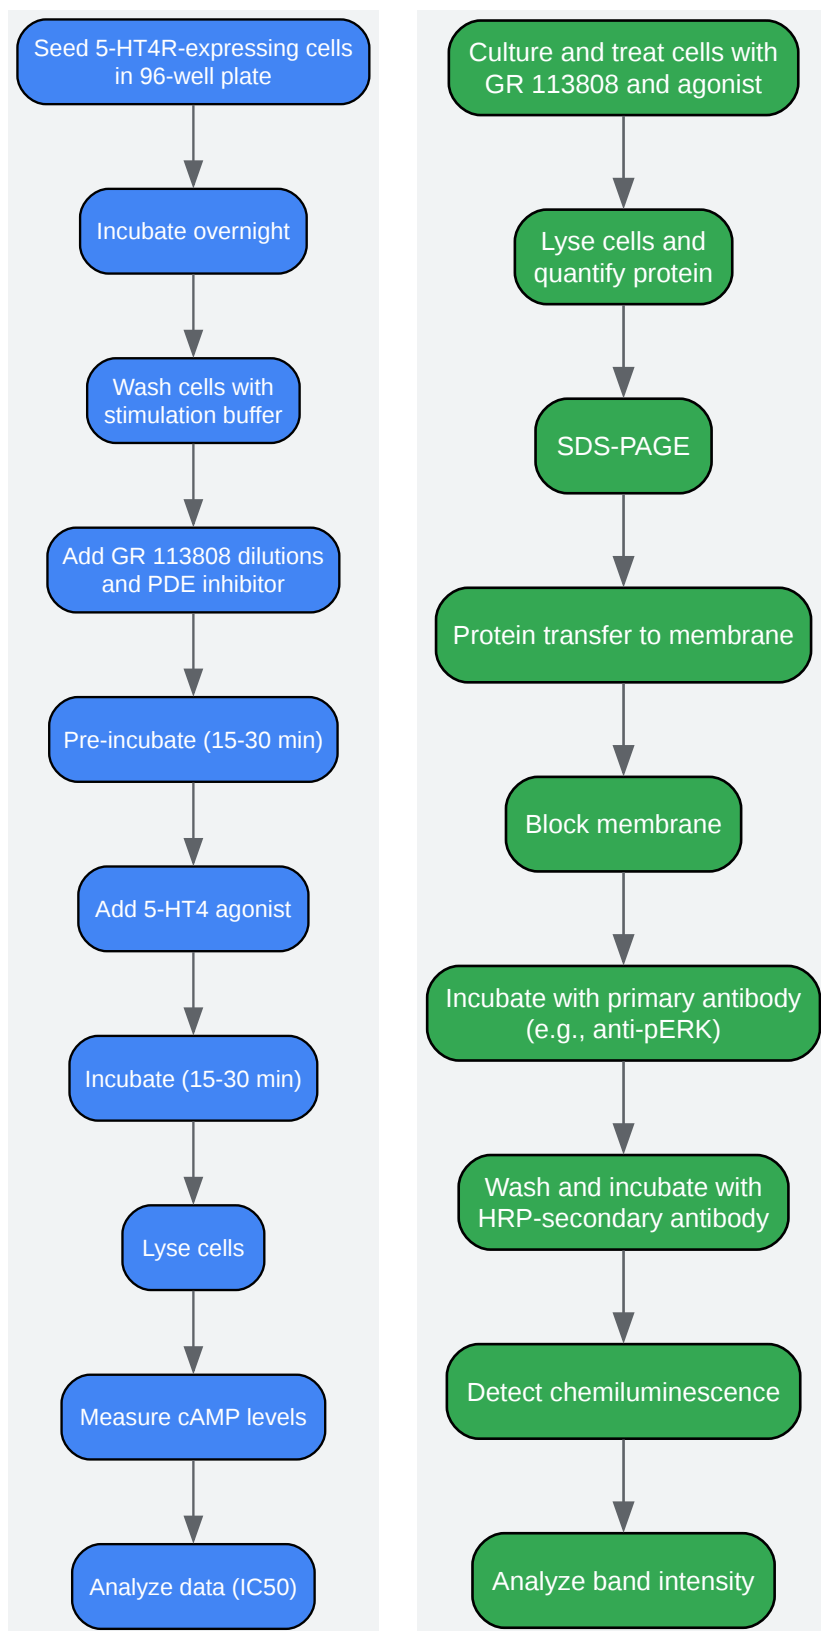 Seed 5-HT4R-expressing cells
in 96-well plate
Incubate overnight
Wash cells with
stimulation buffer
Add GR 113808 dilutions
and PDE inhibitor
Pre-incubate (15-30 min)
Add 5-HT4 agonist
Incubate (15-30 min)
Lyse cells
Measure cAMP levels
Analyze data (IC50)
Culture and treat cells with
GR 113808 and agonist
Lyse cells and
quantify protein
SDS-PAGE
Protein transfer to membrane
Block membrane
Incubate with primary antibody
(e.g., anti-pERK)
Wash and incubate with
HRP-secondary antibody
Detect chemiluminescence
Analyze band intensity